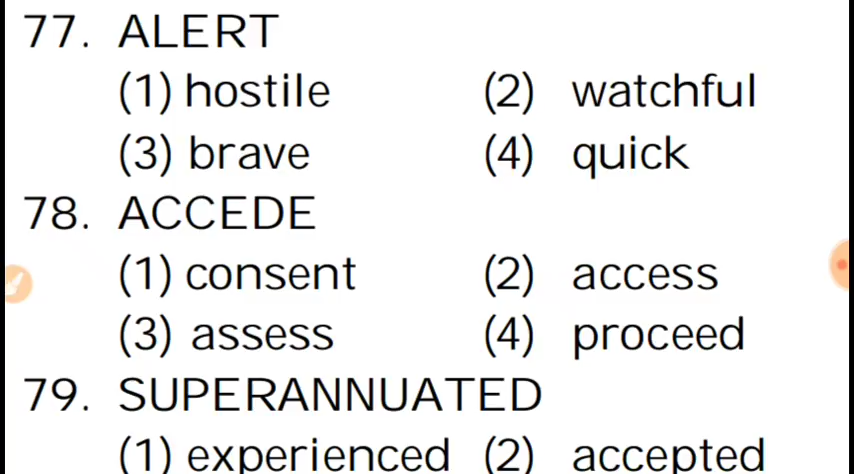 77. ALERT
(1) hostile (2) watchful
(3) brave (4) quick
78. ACCEDE
(1) consent (2) access
(3) assess (4) proceed
79. SUPERANNUATED
(1) experienced (2) accepted